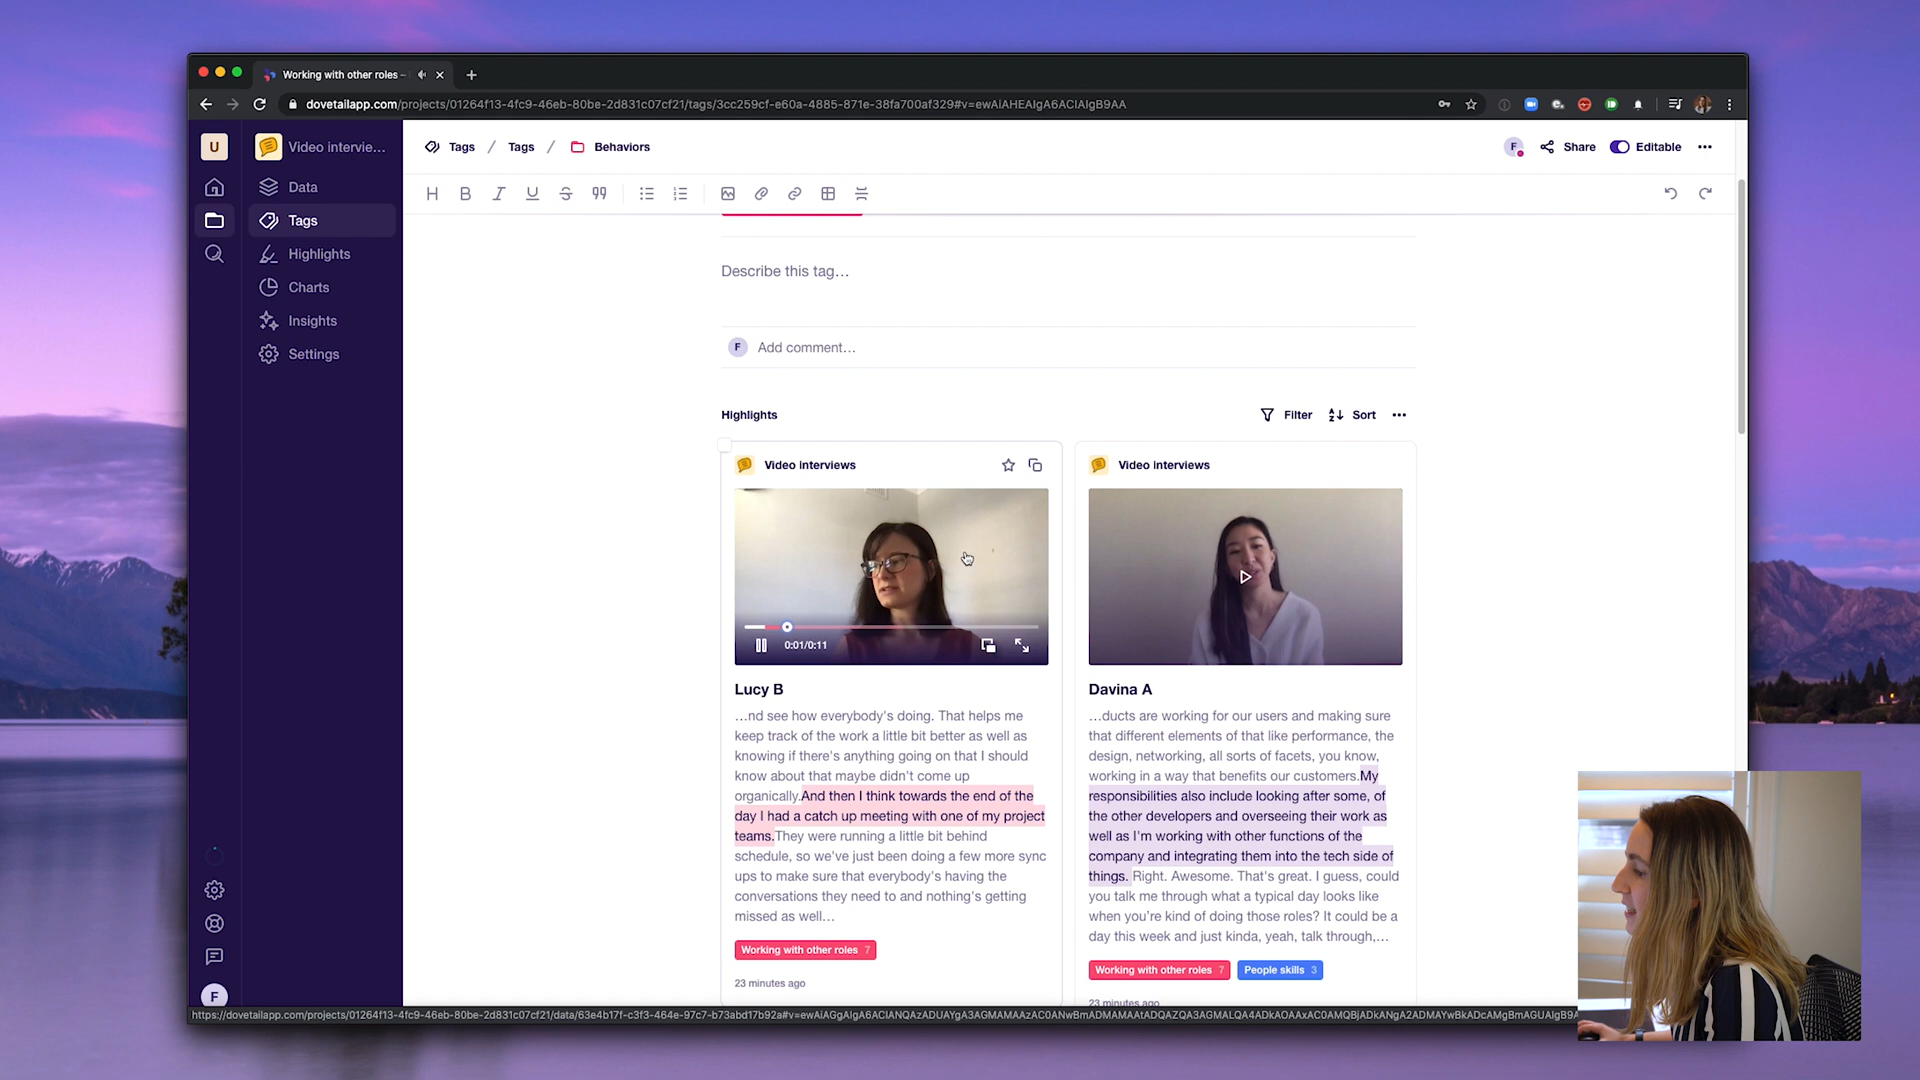 Working with other roles –
dovetailapp.com/projects/01264f13-4fc9-46eb-80be-2d831c07cf21/tags/3cc259cf-e60a-4885-871e-38fa700af329#v=ewAiAHEAIgA6ACIAIgB9AA
U
Video intervie...
Data
Tags
Highlights
Charts
Insights
Settings
F
Tags / Tags / Behaviors
F
Share
Editable
H B I U S
Describe this tag...
F
Add comment...
Highlights
Filter
Sort
Video interviews
0:01/0:11
Lucy B
...nd see how everybody's doing. That helps me
keep track of the work a little bit better as well as
knowing if there's anything going on that I should
know about that maybe didn't come up
organically.And then I think towards the end of the
day I had a catch up meeting with one of my project
teams.They were running a little bit behind
schedule, so we've just been doing a few more sync
ups to make sure that everybody's having the
conversations they need to and nothing's getting
missed as well...
Working with other roles 7
23 minutes ago
Video interviews
Davina A
...ducts are working for our users and making sure
that different elements of that like performance, the
design, networking, all sorts of facets, you know,
working in a way that benefits our customers.My
responsibilities also include looking after some, of
the other developers and overseeing their work as
well as I'm working with other functions of the
company and integrating them into the tech side of
things. Right. Awesome. That's great. I guess, could
you talk me through what a typical day looks like
when you're kind of doing those roles? It could be a
day this week and just kinda, yeah, talk through,...
Working with other roles 7
People skills 3
23 minutes ago